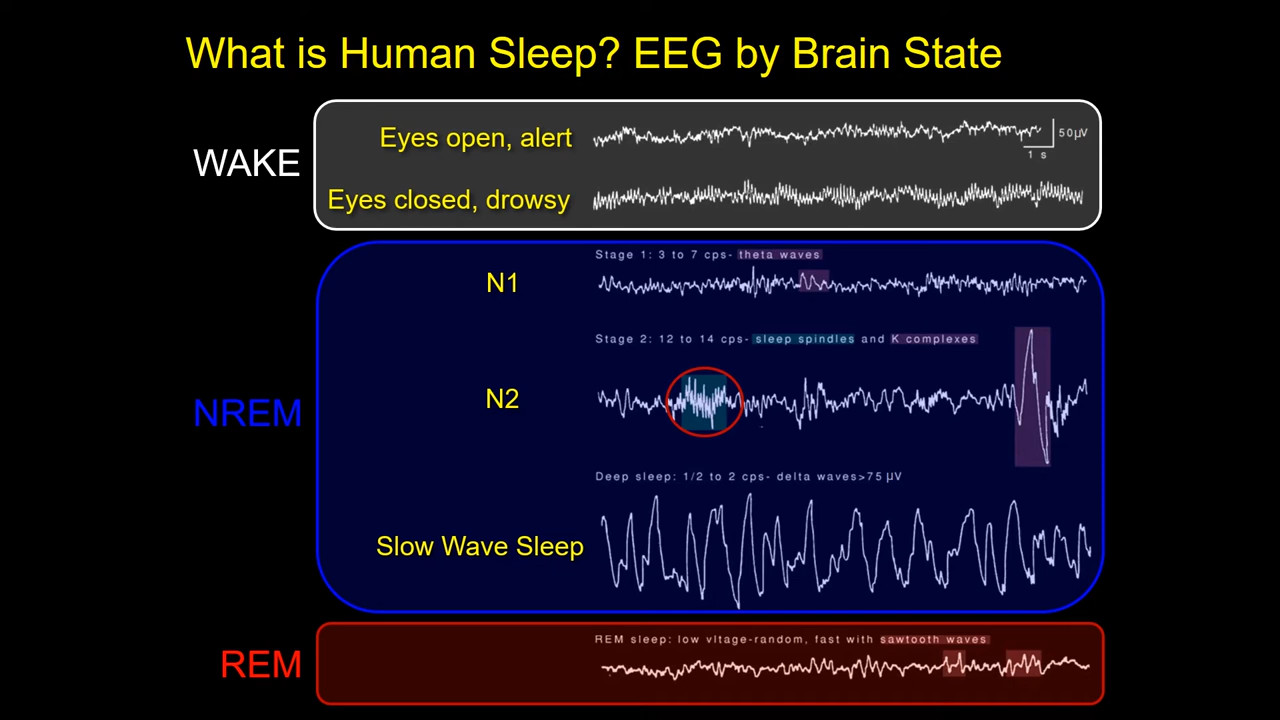 What is Human Sleep? EEG by Brain State
WAKE
Eyes open, alert
50μV
1 s
Eyes closed, drowsy
NREM
Stage 1: 3 to 7 cps- theta waves
N1
Stage 2: 12 to 14 cps- sleep spindles and K complexes
N2
Deep sleep: 1/2 to 2 cps- delta waves>75 μV
Slow Wave Sleep
REM
REM sleep: low vltage-random, fast with sawtooth waves